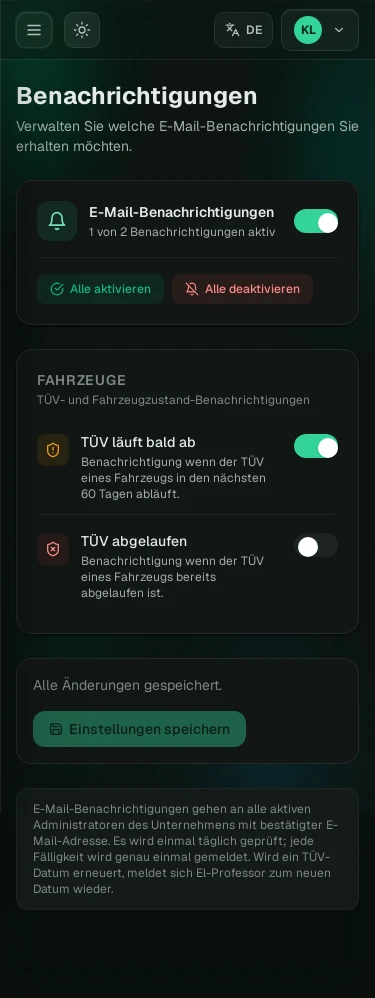 DE
KL
Benachrichtigungen
Verwalten Sie welche E-Mail-Benachrichtigungen Sie
erhalten möchten.
E-Mail-Benachrichtigungen
1 von 2 Benachrichtigungen aktiv
Alle aktivieren
Alle deaktivieren
FAHRZEUGE
TÜV- und Fahrzeugzustand-Benachrichtigungen
TÜV läuft bald ab
Benachrichtigung wenn der TÜV
eines Fahrzeugs in den nächsten
60 Tagen abläuft.
TÜV abgelaufen
Benachrichtigung wenn der TÜV
eines Fahrzeugs bereits
abgelaufen ist.
Alle Änderungen gespeichert.
Einstellungen speichern
E-Mail-Benachrichtigungen gehen an alle aktiven
Administratoren des Unternehmens mit bestätigter E-
Mail-Adresse. Es wird einmal täglich geprüft; jede
Fälligkeit wird genau einmal gemeldet. Wird ein TÜV-
Datum erneuert, meldet sich El-Professor zum neuen
Datum wieder.